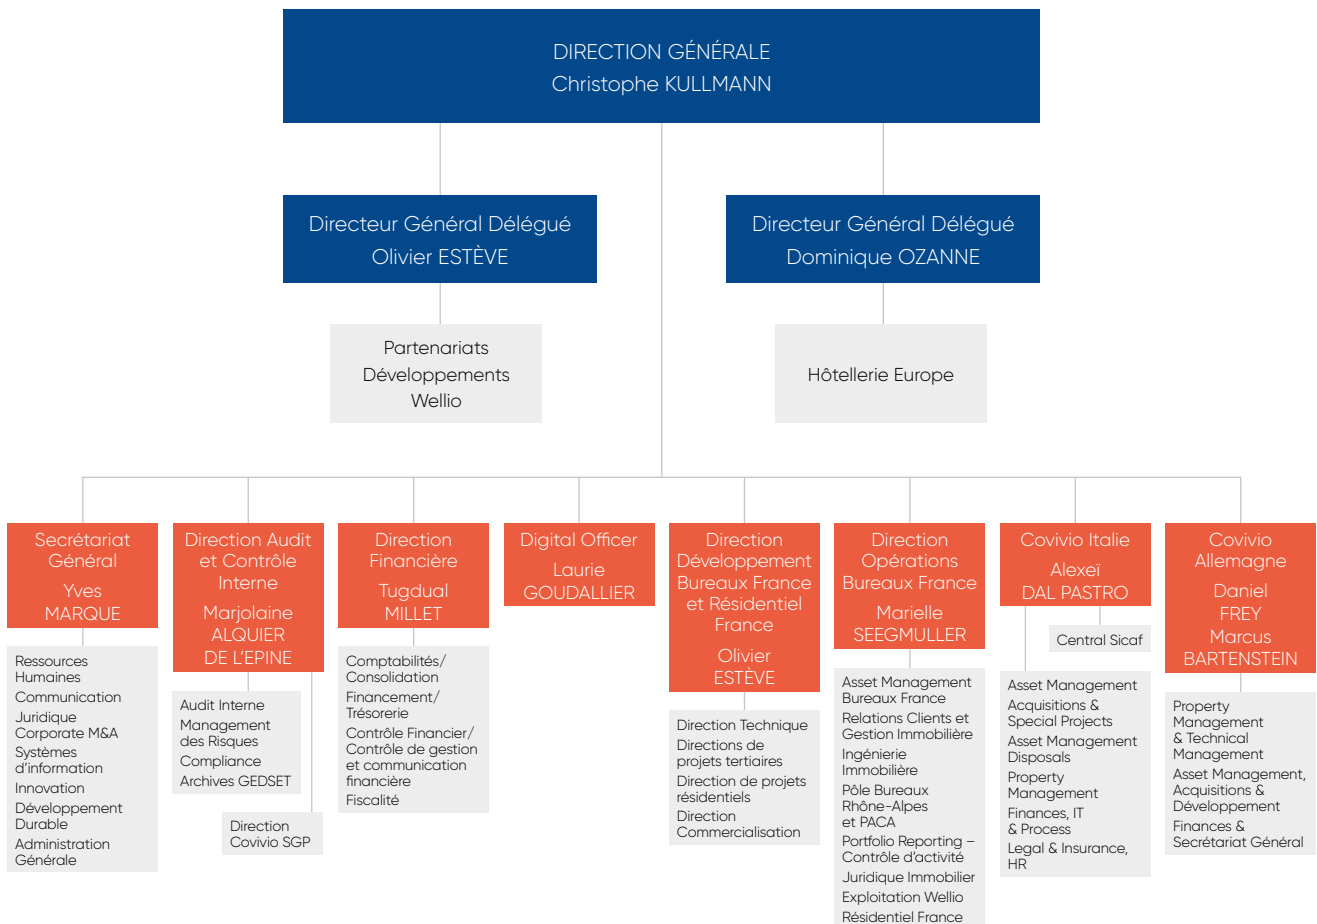 DIRECTION GÉNÉRALE
Christophe KULLMANN
Directeur Général Délégué
Olivier ESTÈVE
Directeur Général Délégué
Dominique OZANNE
Partenariats
Développements
Wellio
Hôtellerie Europe
Secrétariat
Général
Yves
MARQUE
Ressources
Humaines
Communication
Juridique
Corporate M&A
Systèmes
d'information
Innovation
Développement
Durable
Administration
Générale
Direction Audit
et Contrôle
Interne
Marjolaine
ALQUIER
DE L'EPINE
Audit Interne
Management
des Risques
Compliance
Archives GEDSET
Direction
Covivio SGP
Direction
Financière
Tugdual
MILLET
Comptabilités/
Consolidation
Financement/
Trésorerie
Contrôle Financier/
Contrôle de gestion
et communication
financière
Fiscalité
Digital Officer
Laurie
GOUDALLIER
Direction
Développement
Bureaux France
et Résidentiel
France
Olivier
ESTÈVE
Direction Technique
Directions de
projets tertiaires
Direction de projets
résidentiels
Direction
Commercialisation
Direction
Opérations
Bureaux France
Marielle
SEEGMULLER
Asset Management
Bureaux France
Relations Clients et
Gestion Immobilière
Ingénierie
Immobilière
Pôle Bureaux
Rhône-Alpes
et PACA
Portfolio Reporting –
Contrôle d'activité
Juridique Immobilier
Exploitation Wellio
Résidentiel France
Covivio Italie
Alexeï
DAL PASTRO
Central Sicaf
Asset Management
Acquisitions &
Special Projects
Asset Management
Disposals
Property
Management
Finances, IT
& Process
Legal & Insurance,
HR
Covivio
Allemagne
Daniel
FREY
Marcus
BARTENSTEIN
Property
Management
& Technical
Management
Asset Management,
Acquisitions &
Développement
Finances &
Secrétariat Général